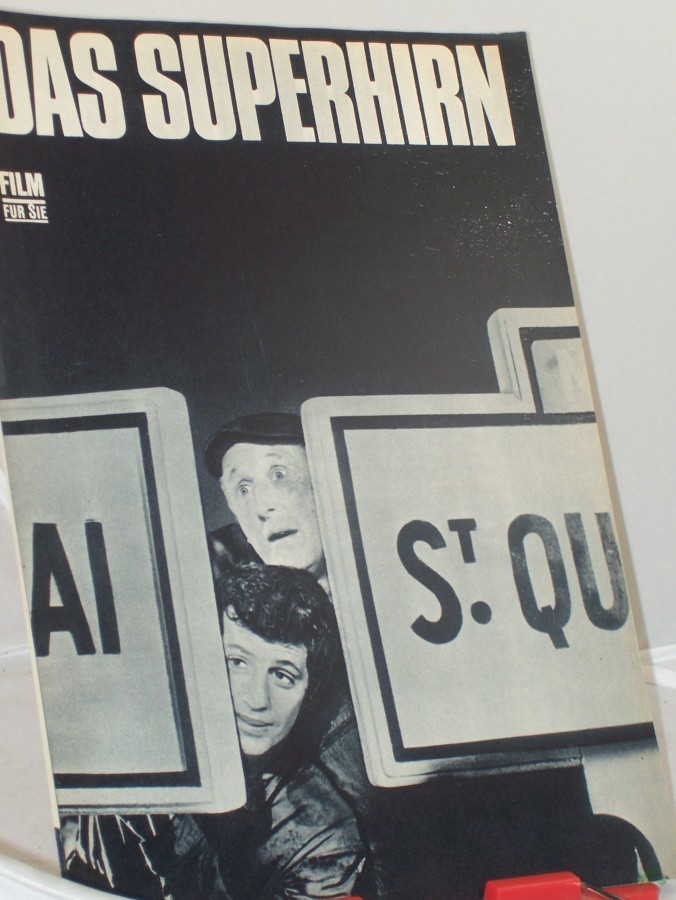 DAS SUPERHIRN
FILM
FÜR SIE
AI
ST. QU